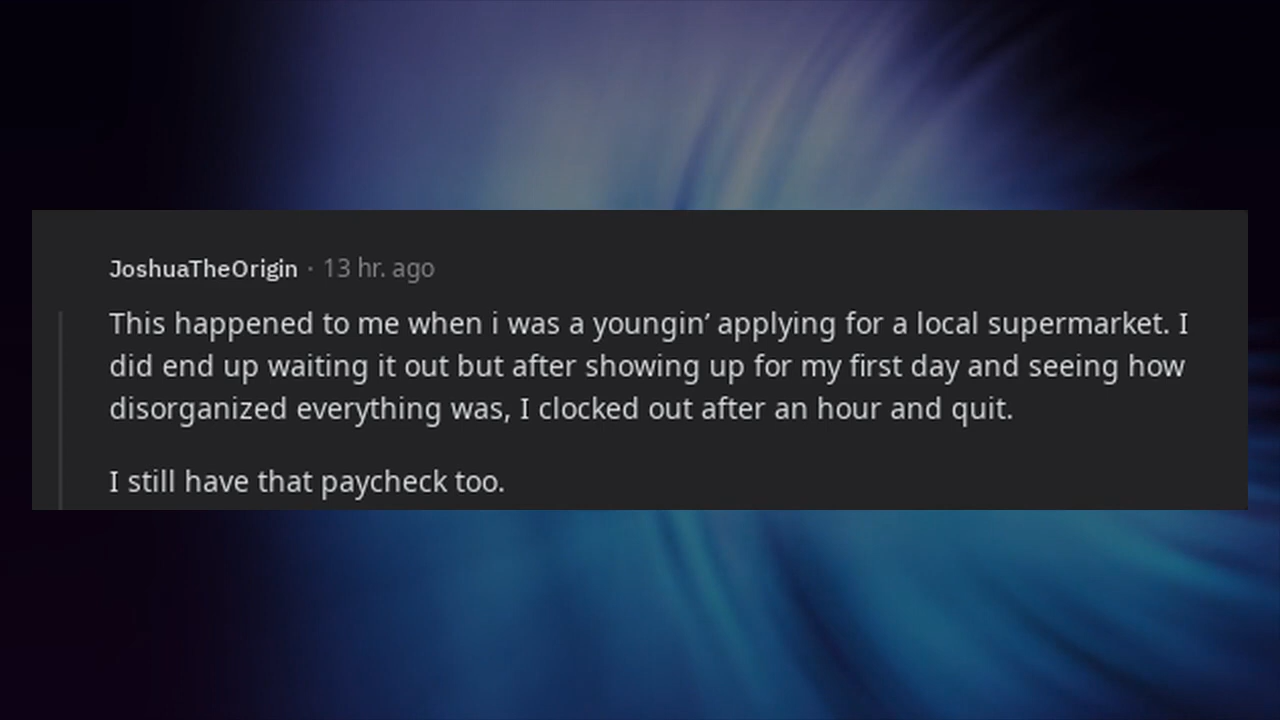 JoshuaTheOrigin · 13 hr. ago
This happened to me when i was a youngin’ applying for a local supermarket. I
did end up waiting it out but after showing up for my first day and seeing how
disorganized everything was, I clocked out after an hour and quit.
I still have that paycheck too.